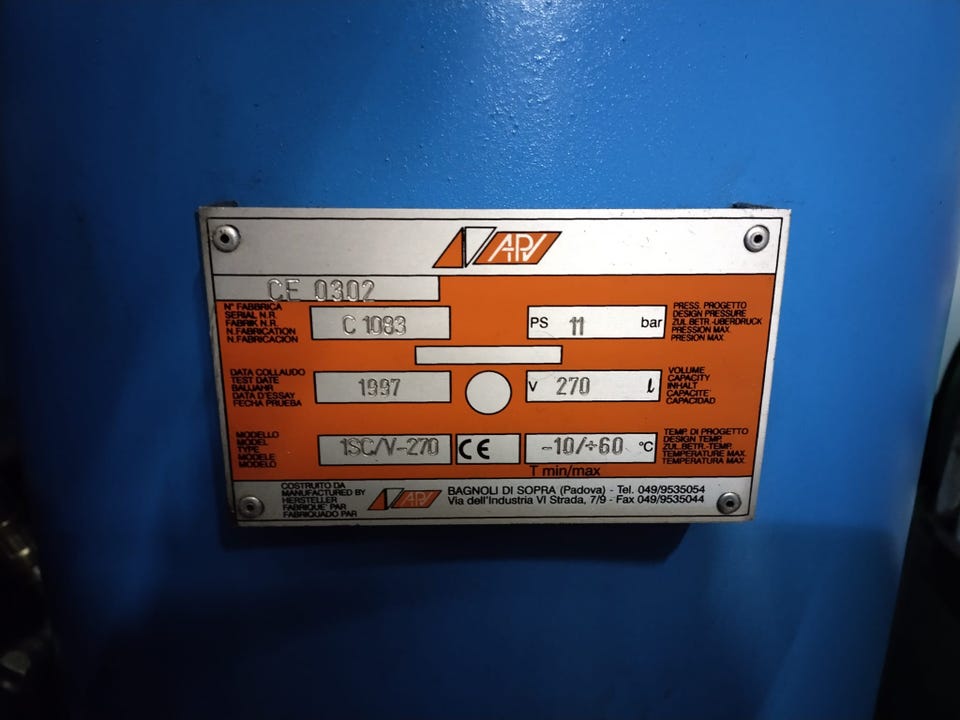 APV
CE 0302
N° FABBRICA
SERIAL N.R.
FABRIK N.R.
N.FABRICATION
N.FABRICACION
C 1083
PS 11 bar
PRESS. PROGETTO
DESIGN PRESSURE
ZUL.BETR.-ÜBERDRUCK
PRESSION MAX.
PRESION MAX.
DATA COLLAUDO
TEST DATE
BAUJAHR
DATA D'ESSAY
FECHA PRUEBA
1997
V 270 l
VOLUME
CAPACITY
INHALT
CAPACITE'
CAPACIDAD
MODELLO
MODEL
TYPE
MODELE
MODELO
1SC/V-270
CE
-10/÷60 °C
T min/max
TEMP. DI PROGETTO
DESIGN TEMP.
ZUL.BETR.-TEMP.
TEMPERATURE MAX.
TEMPERATURA MAX.
COSTRUITO DA
MANUFACTURED BY
HERSTELLER
FABRIQUE' PAR
FABRIQUADO PAR
APV
BAGNOLI DI SOPRA (Padova) - Tel. 049/9535054
Via dell'Industria VI Strada, 7/9 - Fax 049/9535044